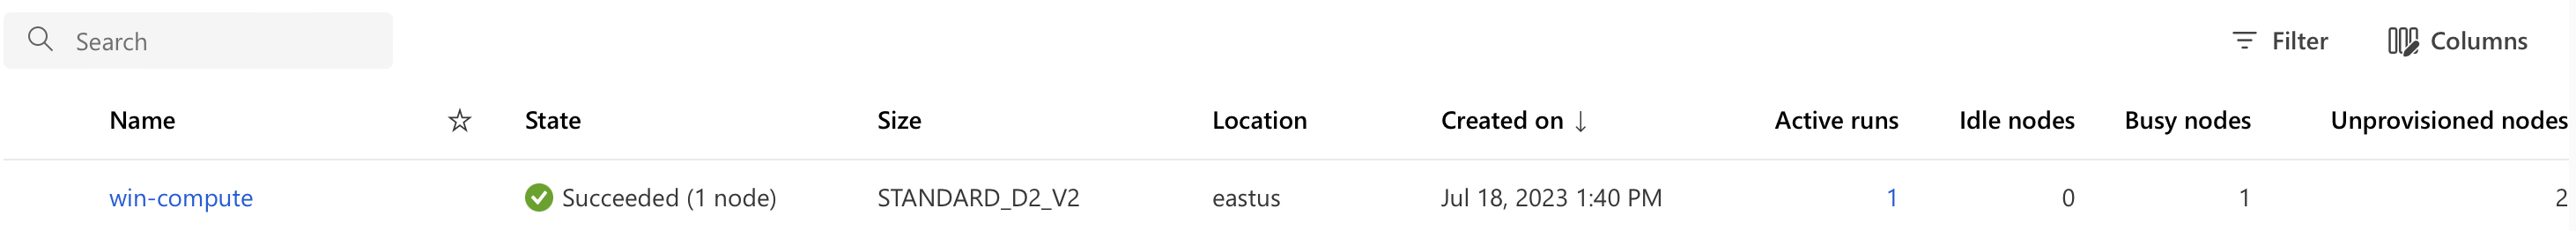 Search
Filter Columns
Name State Size Location Created on ↓ Active runs Idle nodes Busy nodes Unprovisioned nodes
win-compute Succeeded (1 node) STANDARD_D2_V2 eastus Jul 18, 2023 1:40 PM 1 0 1 2